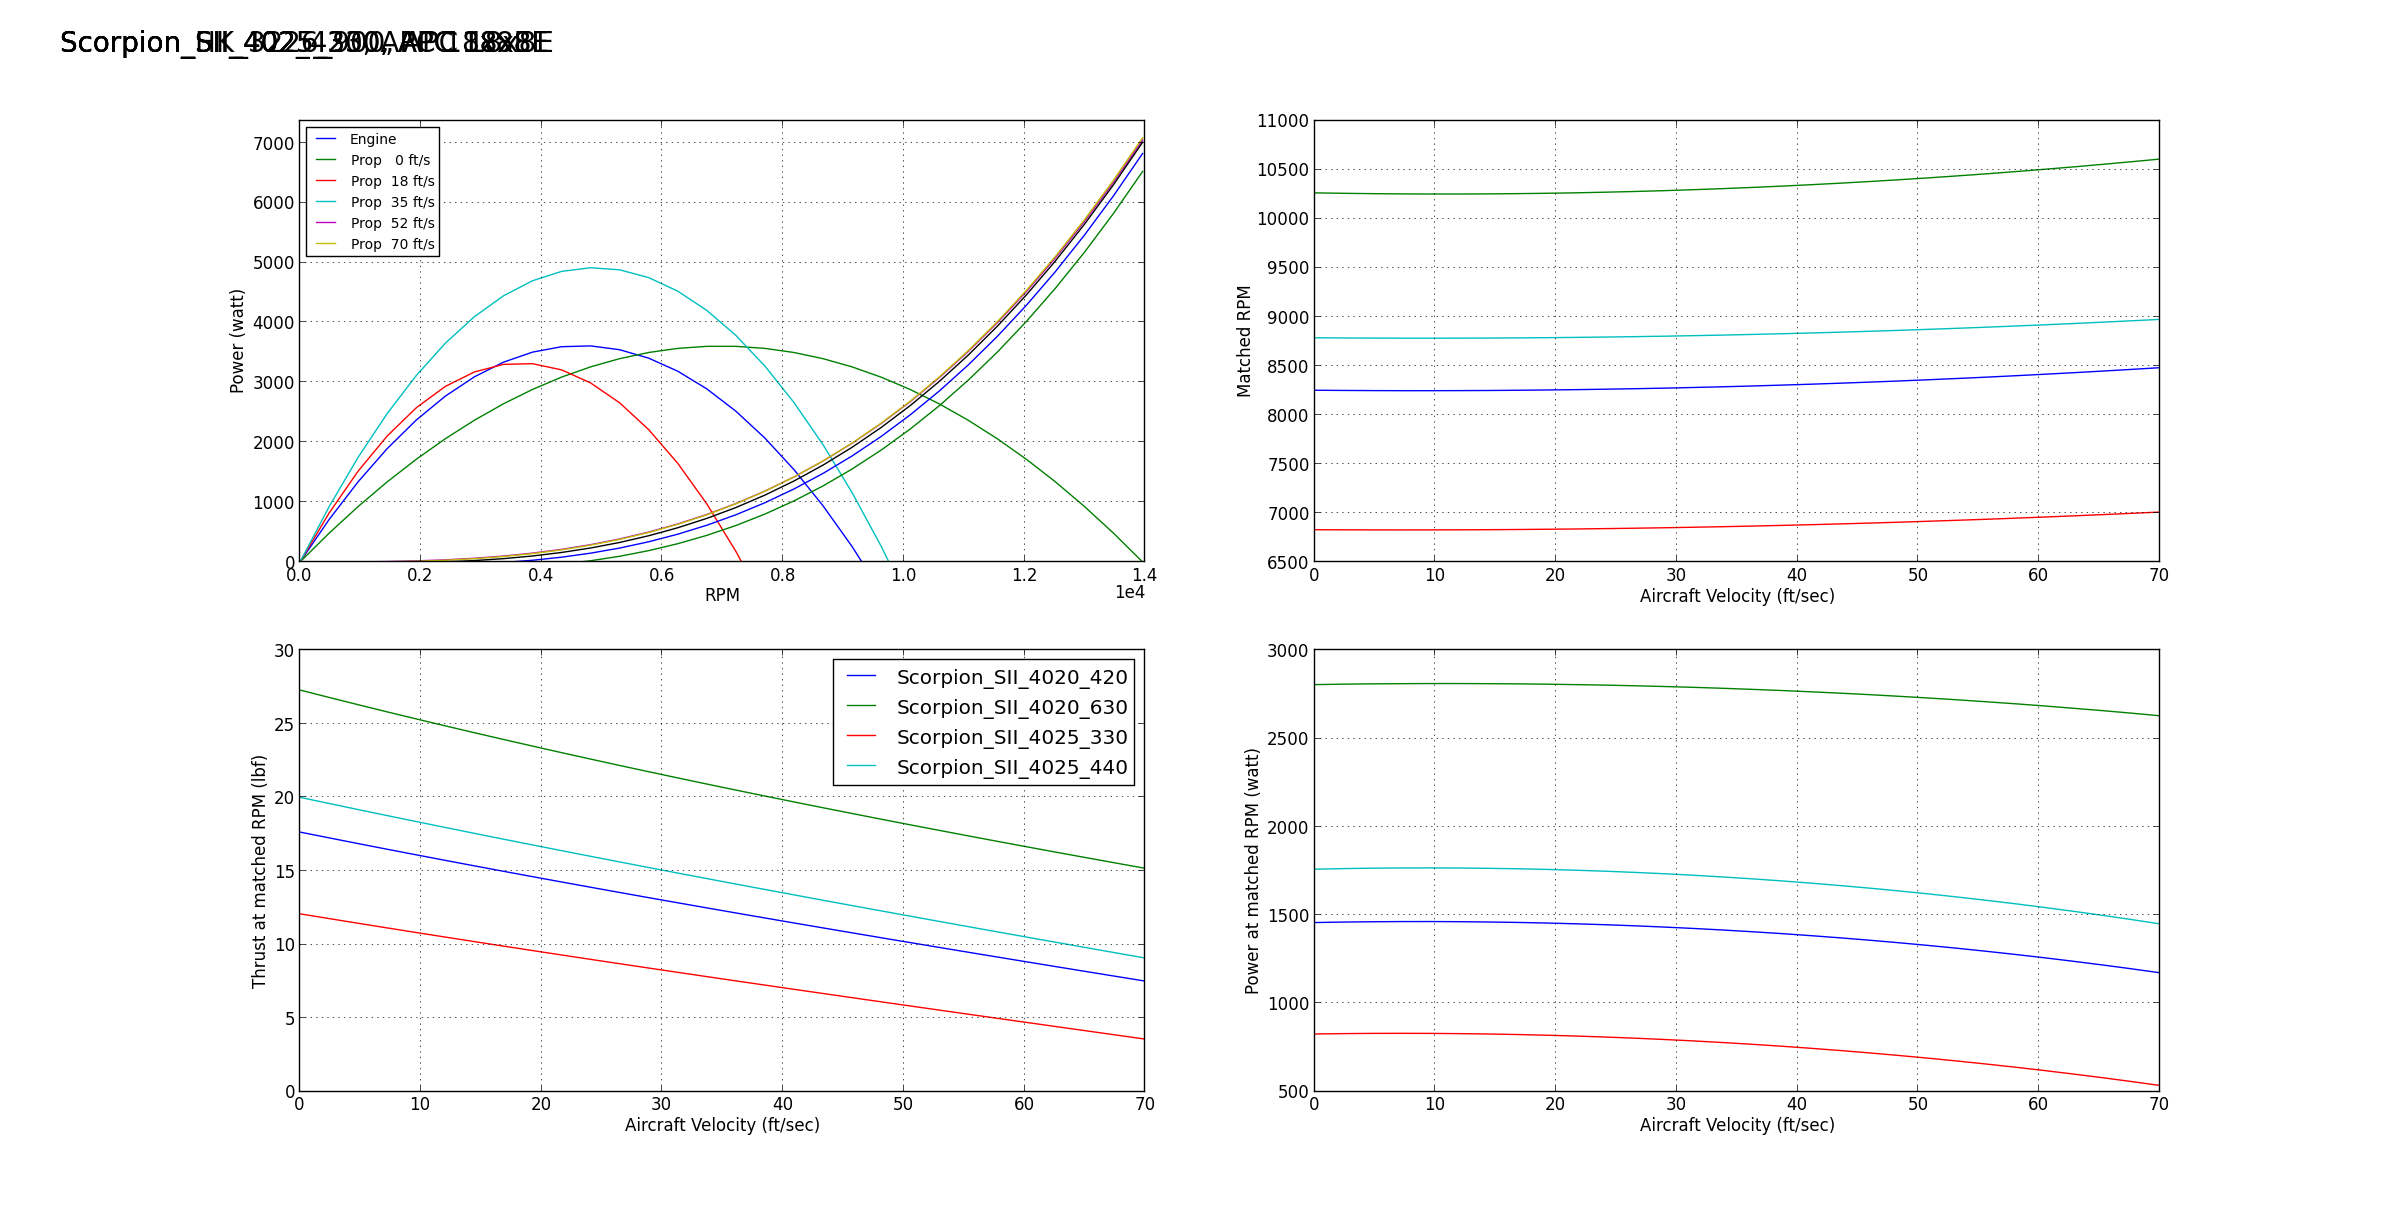 Scorpion_
7000
6000
5000
4000
3000
2000
1000
0
Power (watt)
Engine
Prop 0 ft/s
Prop 18 ft/s
Prop 35 ft/s
Prop 52 ft/s
Prop 70 ft/s
0.0 0.2 0.4 0.6 0.8 1.0 1.2 1.4
1e4
RPM
11000
10500
10000
9500
9000
8500
8000
7500
7000
6500
Matched RPM
0 10 20 30 40 50 60 70
Aircraft Velocity (ft/sec)
30
25
20
15
10
5
0
Thrust at matched RPM (lbf)
Scorpion_SII_4020_420
Scorpion_SII_4020_630
Scorpion_SII_4025_330
Scorpion_SII_4025_440
0 10 20 30 40 50 60 70
Aircraft Velocity (ft/sec)
3000
2500
2000
1500
1000
500
Power at matched RPM (watt)
0 10 20 30 40 50 60 70
Aircraft Velocity (ft/sec)